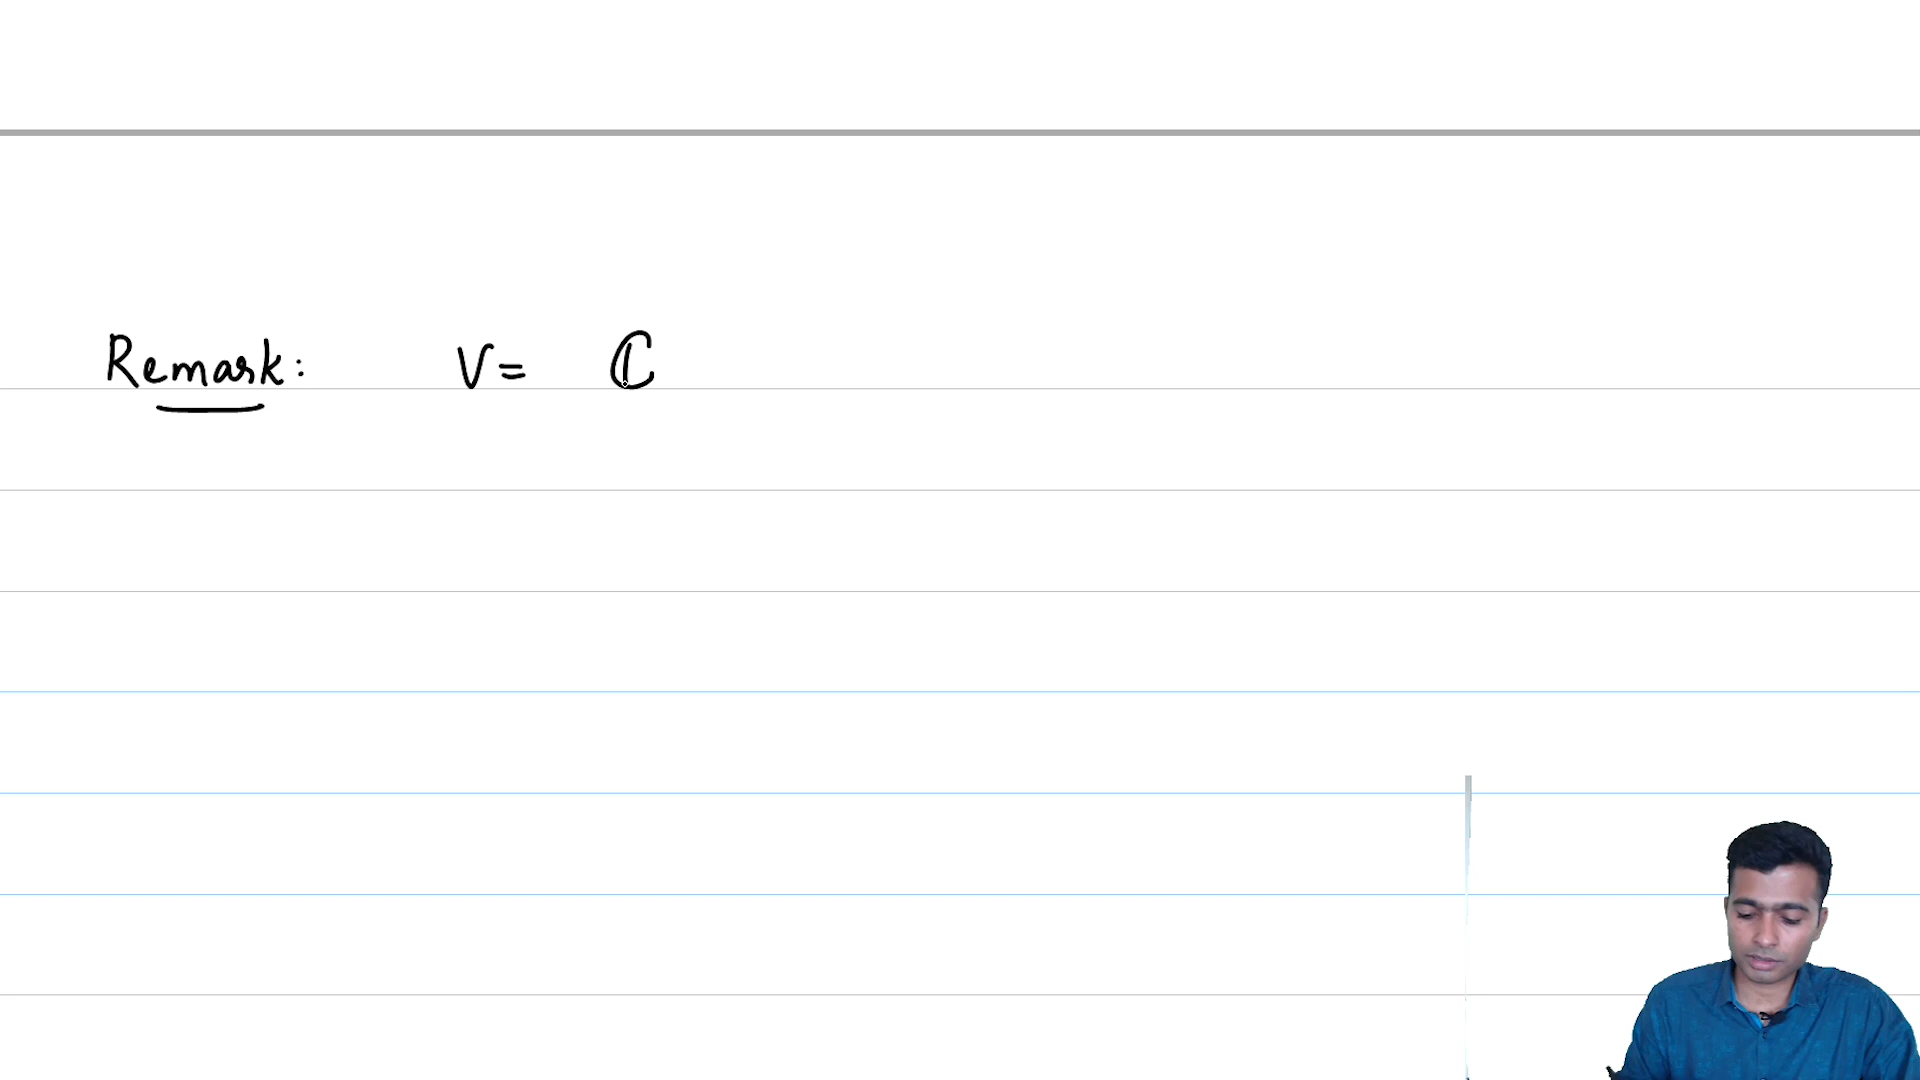 Remark: V = ℂ